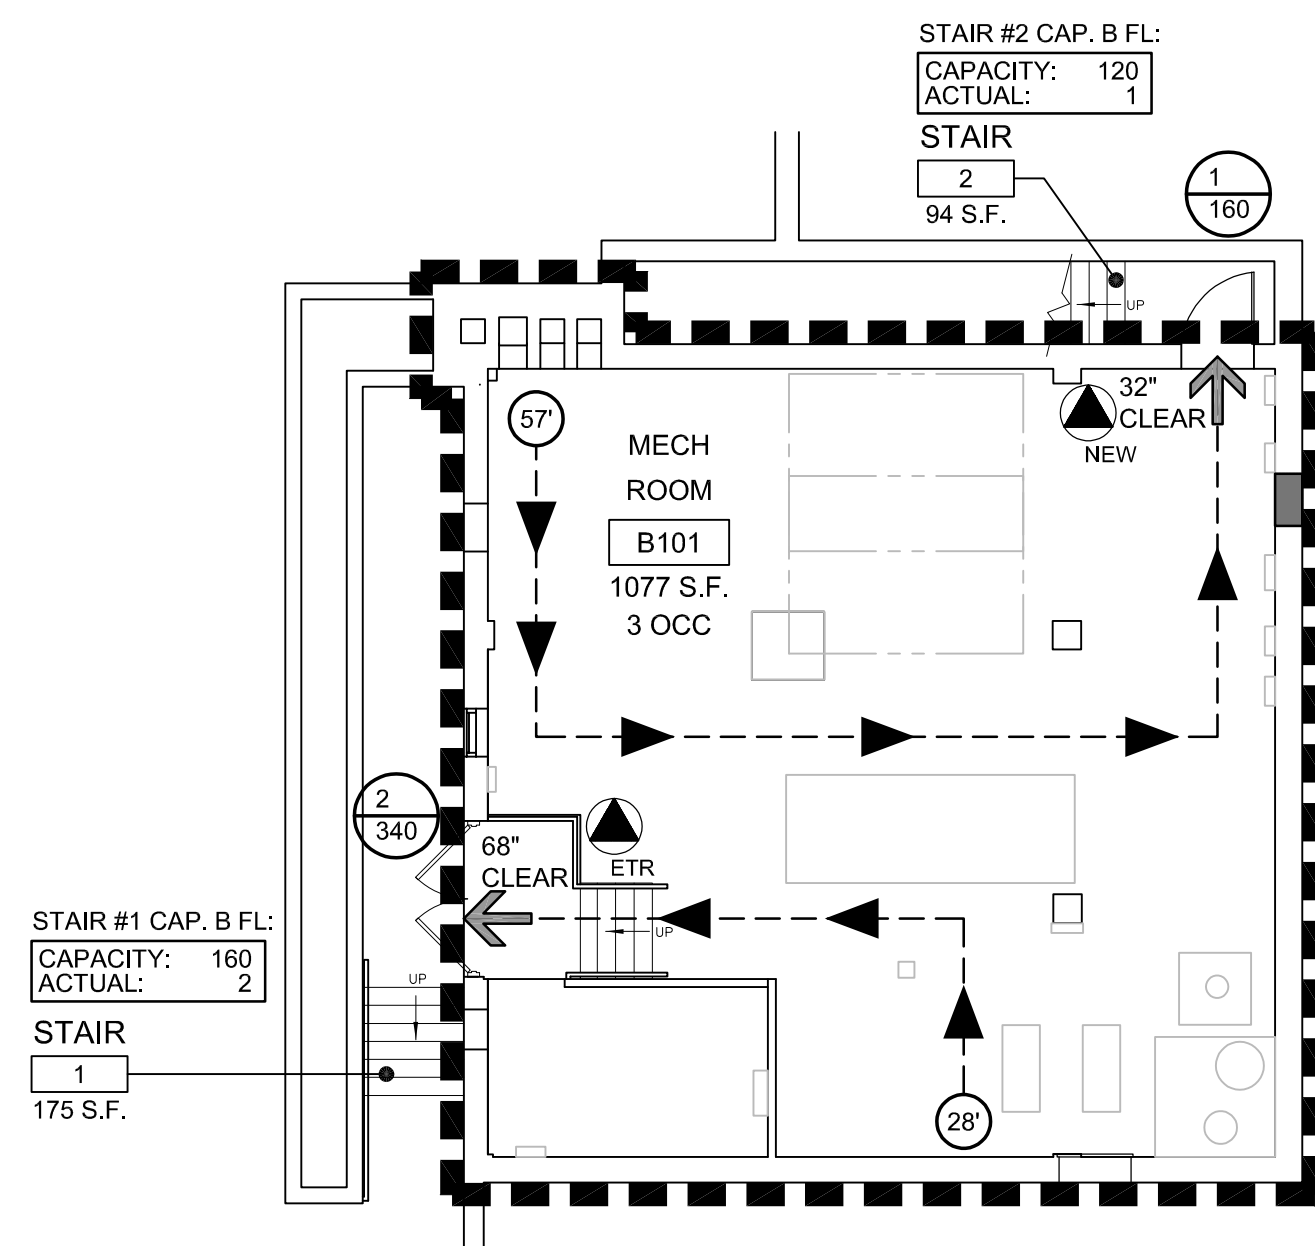 STAIR #2 CAP. B FL:
CAPACITY: 120
ACTUAL: 1
STAIR
2
94 S.F.
1
160
UP
57'
MECH
ROOM
B101
1077 S.F.
3 OCC
32"
CLEAR
NEW
2
340
68"
CLEAR
ETR
UP
STAIR #1 CAP. B FL:
CAPACITY: 160
ACTUAL: 2
UP
STAIR
1
175 S.F.
28'